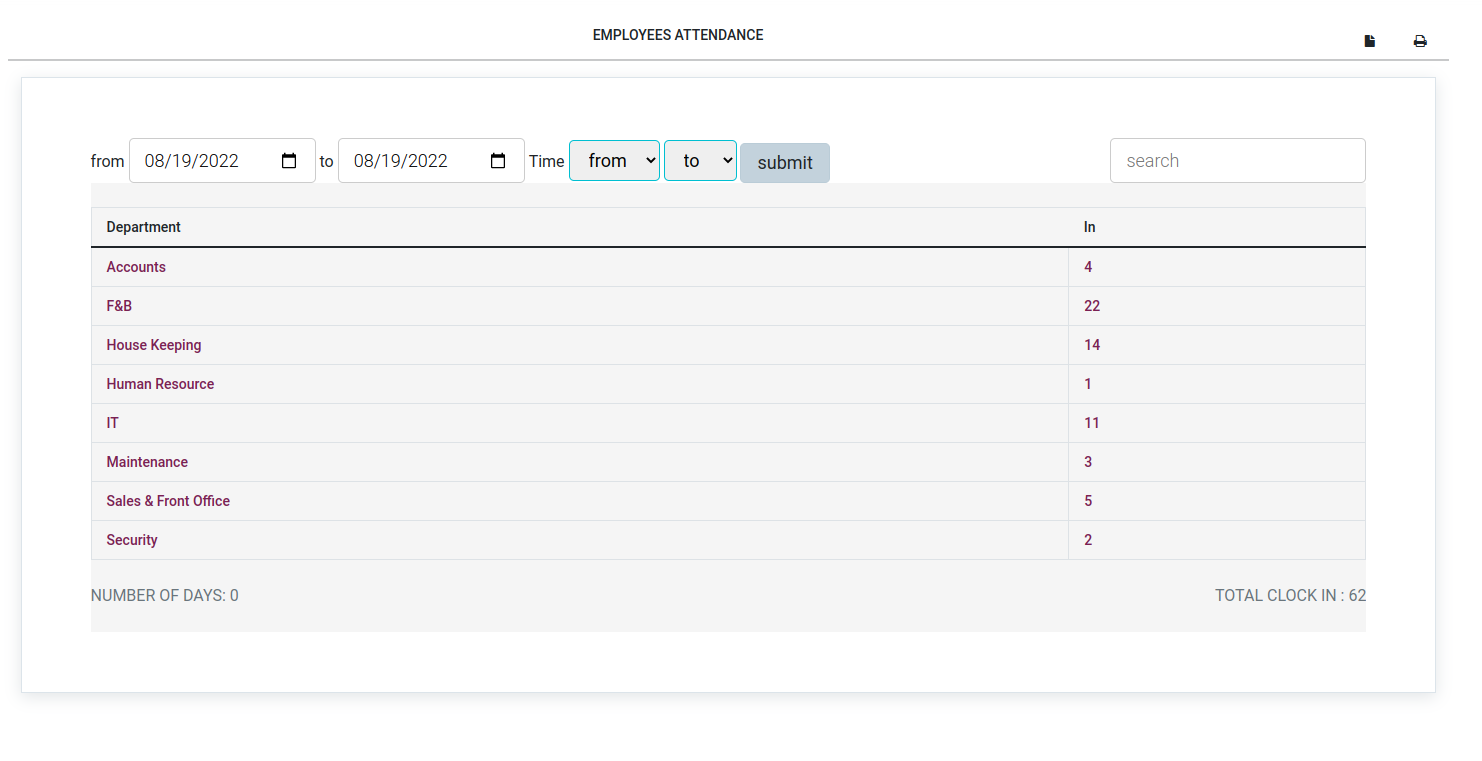 EMPLOYEES ATTENDANCE
from 08/19/2022 to 08/19/2022 Time from to submit search
Department In
Accounts 4
F&B 22
House Keeping 14
Human Resource 1
IT 11
Maintenance 3
Sales & Front Office 5
Security 2
NUMBER OF DAYS: 0 TOTAL CLOCK IN : 62